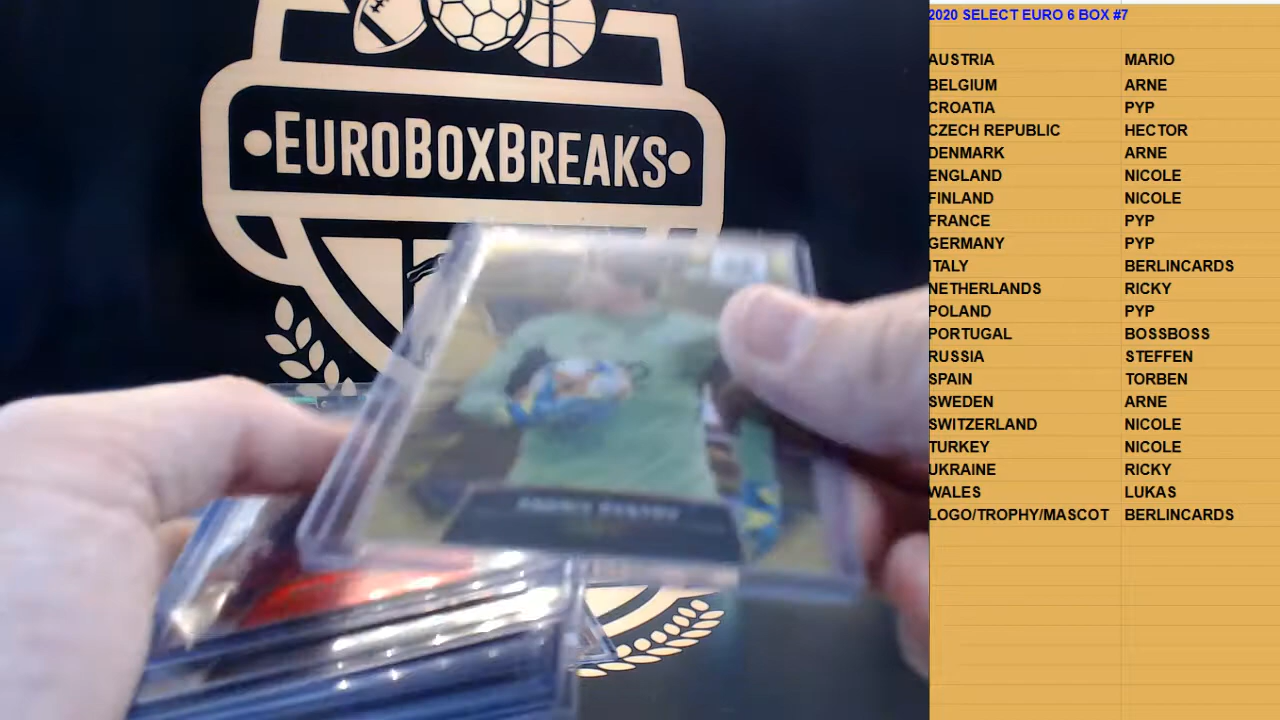 EUROBOXBREAKS
2020 SELECT EURO 6 BOX #7
AUSTRIA MARIO
BELGIUM ARNE
CROATIA PYP
CZECH REPUBLIC HECTOR
DENMARK ARNE
ENGLAND NICOLE
FINLAND NICOLE
FRANCE PYP
GERMANY PYP
ITALY BERLINCARDS
NETHERLANDS RICKY
POLAND PYP
PORTUGAL BOSSBOSS
RUSSIA STEFFEN
SPAIN TORBEN
SWEDEN ARNE
SWITZERLAND NICOLE
TURKEY NICOLE
UKRAINE RICKY
WALES LUKAS
LOGO/TROPHY/MASCOT BERLINCARDS